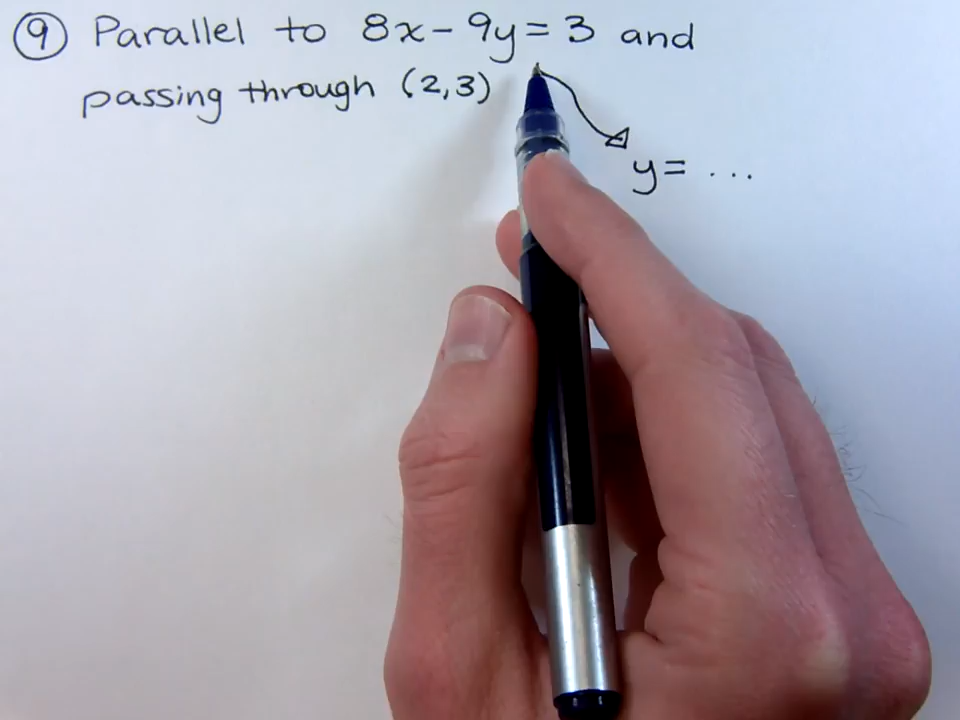 ⑨ Parallel to 8x - 9y = 3 and
passing through (2,3)
y = ...